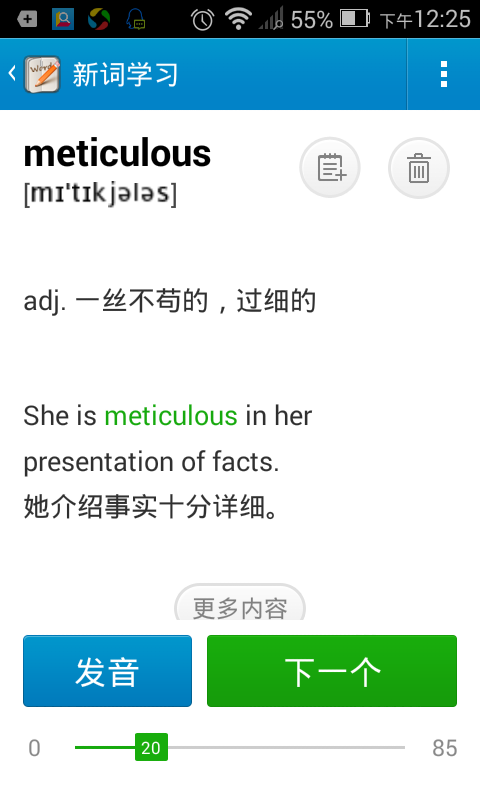 55% 下午12:25
Words
新词学习
meticulous
[mɪ'tɪkjələs]
adj. 一丝不苟的，过细的
She is meticulous in her
presentation of facts.
她介绍事实十分详细。
更多内容
发音 下一个
0 20 85